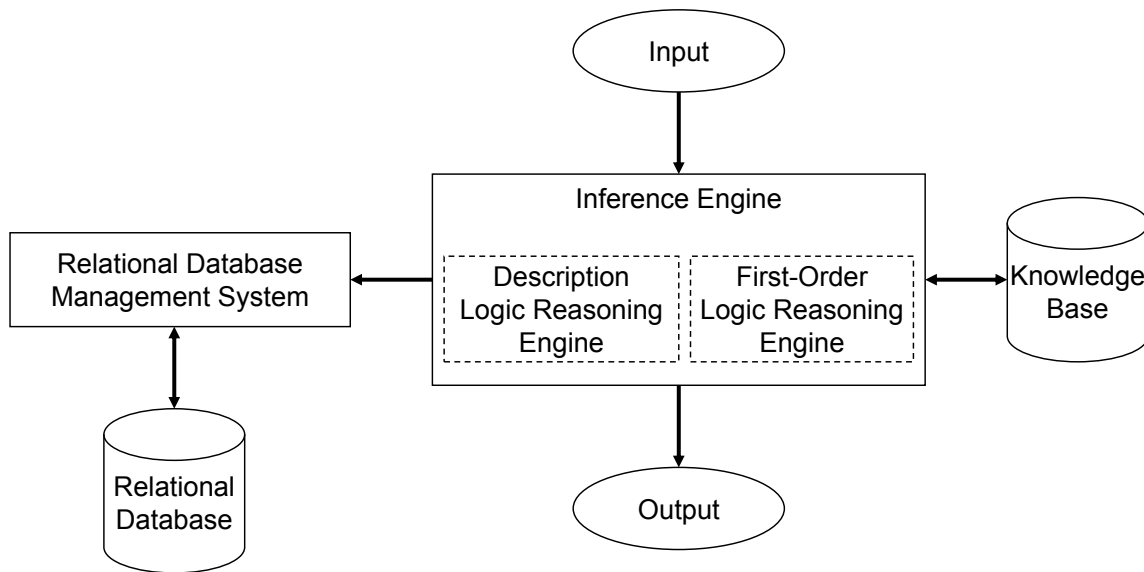 Input
Inference Engine
Relational Database
Management System
Description
Logic Reasoning
Engine
First-Order
Logic Reasoning
Engine
Knowledge
Base
Relational
Database
Output